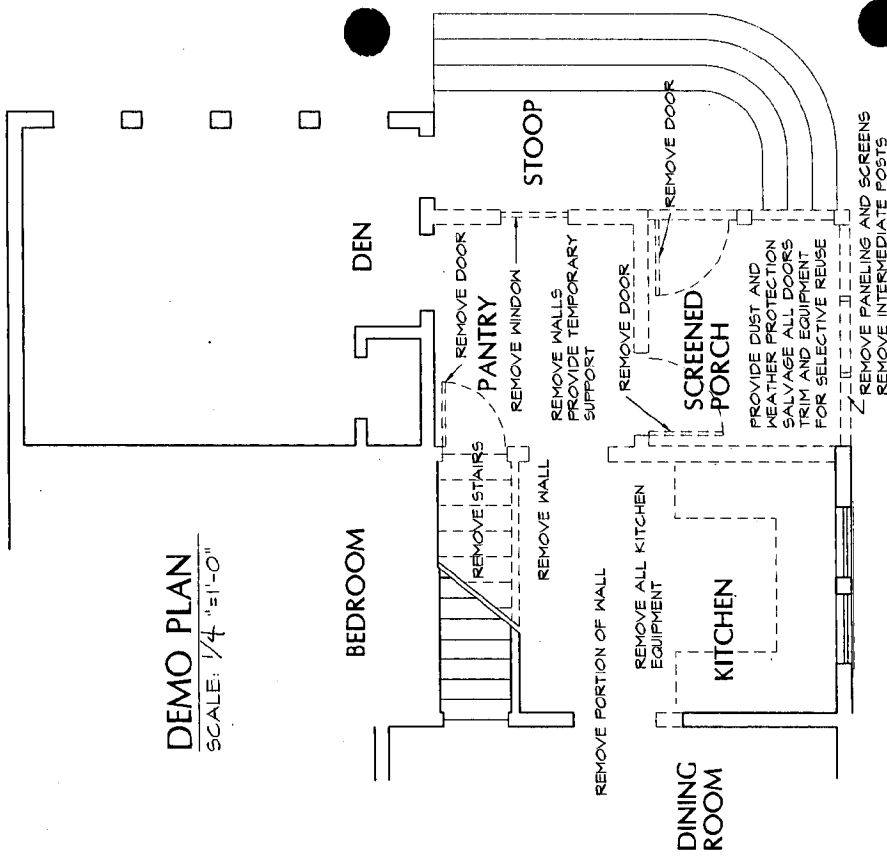 DEMO PLAN
SCALE: 1/4"=1'-0"
BEDROOM
DEN
STOOP
REMOVE DOOR
PANTRY
REMOVE WINDOW
REMOVE STAIRS
REMOVE WALL
REMOVE WALLS
PROVIDE TEMPORARY
SUPPORT
REMOVE DOOR
REMOVE DOOR
SCREENED
PORCH
PROVIDE DUST AND
WEATHER PROTECTION
SALVAGE ALL DOORS
TRIM AND EQUIPMENT
FOR SELECTIVE REUSE
REMOVE PANELING AND SCREENS
REMOVE INTERMEDIATE POSTS
REMOVE PORTION OF WALL
REMOVE ALL KITCHEN
EQUIPMENT
KITCHEN
DINING
ROOM